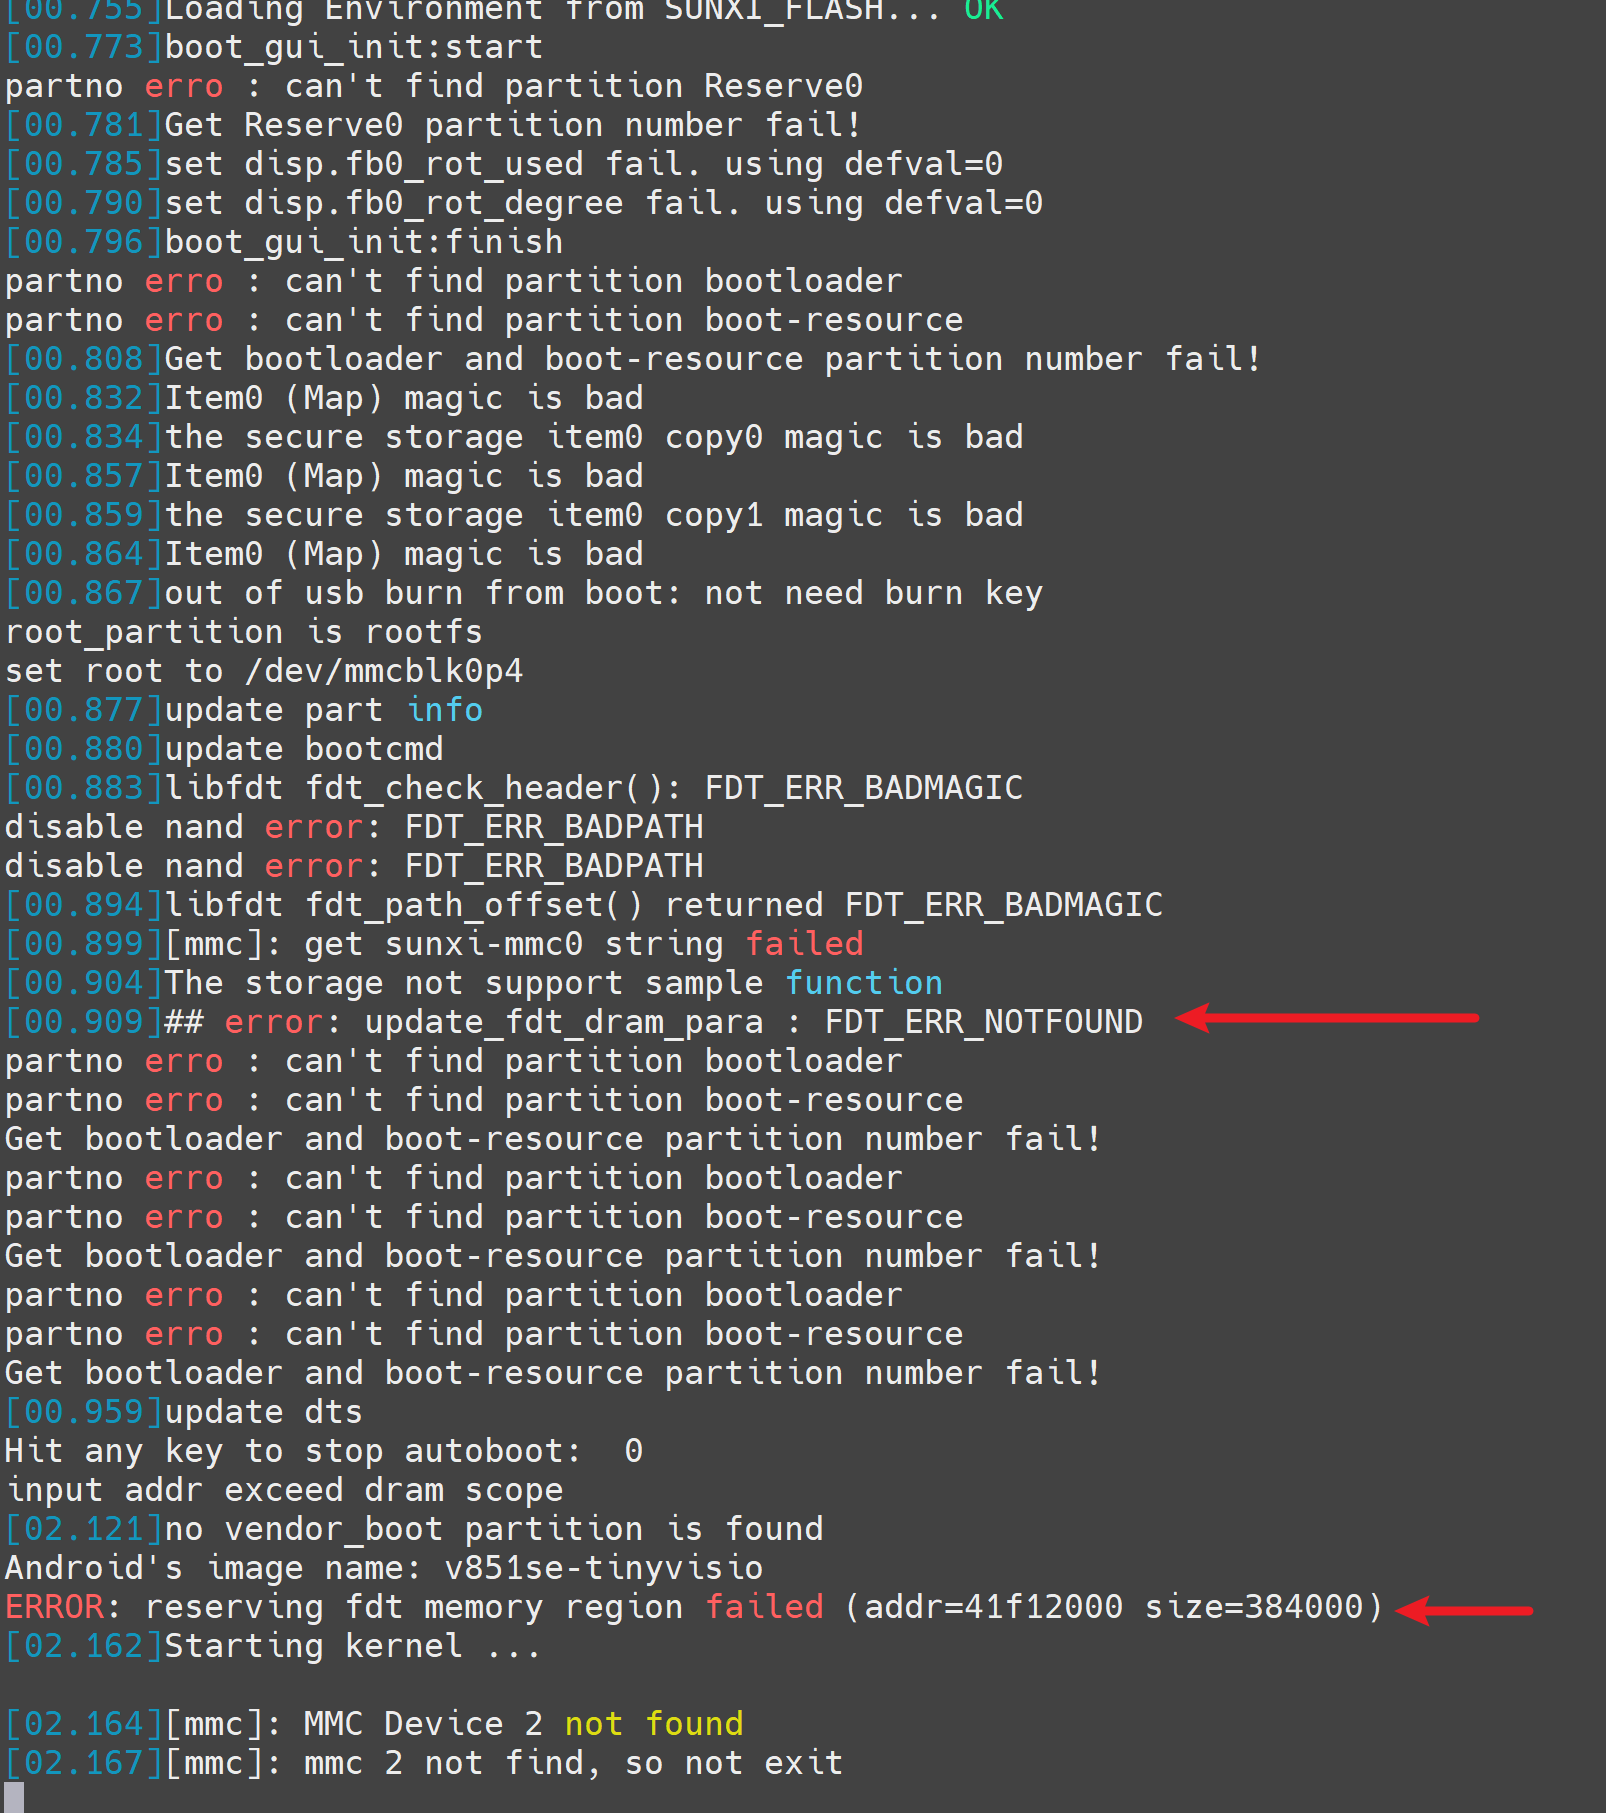 [00.755]Loading Environment from SUNXI_FLASH... OK
[00.773]boot_gui_init:start
partno erro : can't find partition Reserve0
[00.781]Get Reserve0 partition number fail!
[00.785]set disp.fb0_rot_used fail. using defval=0
[00.790]set disp.fb0_rot_degree fail. using defval=0
[00.796]boot_gui_init:finish
partno erro : can't find partition bootloader
partno erro : can't find partition boot-resource
[00.808]Get bootloader and boot-resource partition number fail!
[00.832]Item0 (Map) magic is bad
[00.834]the secure storage item0 copy0 magic is bad
[00.857]Item0 (Map) magic is bad
[00.859]the secure storage item0 copy1 magic is bad
[00.864]Item0 (Map) magic is bad
[00.867]out of usb burn from boot: not need burn key
root_partition is rootfs
set root to /dev/mmcblk0p4
[00.877]update part info
[00.880]update bootcmd
[00.883]libfdt fdt_check_header(): FDT_ERR_BADMAGIC
disable nand error: FDT_ERR_BADPATH
disable nand error: FDT_ERR_BADPATH
[00.894]libfdt fdt_path_offset() returned FDT_ERR_BADMAGIC
[00.899][mmc]: get sunxi-mmc0 string failed
[00.904]The storage not support sample function
[00.909]## error: update_fdt_dram_para : FDT_ERR_NOTFOUND
partno erro : can't find partition bootloader
partno erro : can't find partition boot-resource
Get bootloader and boot-resource partition number fail!
partno erro : can't find partition bootloader
partno erro : can't find partition boot-resource
Get bootloader and boot-resource partition number fail!
partno erro : can't find partition bootloader
partno erro : can't find partition boot-resource
Get bootloader and boot-resource partition number fail!
[00.959]update dts
Hit any key to stop autoboot:  0
input addr exceed dram scope
[02.121]no vendor_boot partition is found
Android's image name: v851se-tinyvisio
ERROR: reserving fdt memory region failed (addr=41f12000 size=384000)
[02.162]Starting kernel ...
[02.164][mmc]: MMC Device 2 not found
[02.167][mmc]: mmc 2 not find, so not exit